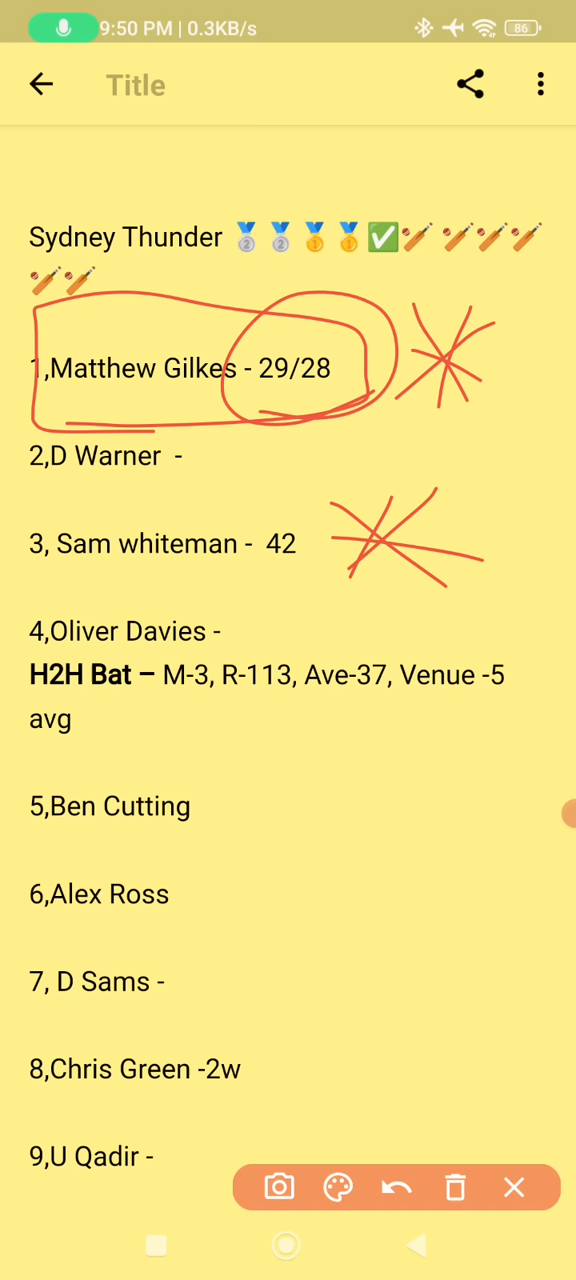 9:50 PM | 0.3KB/s
86
Title
Sydney Thunder 🥈🥈🥇🥇✅🏏🏏🏏🏏
🏏🏏
1,Matthew Gilkes - 29/28
2,D Warner -
3, Sam whiteman - 42
4,Oliver Davies -
H2H Bat – M-3, R-113, Ave-37, Venue -5
avg
5,Ben Cutting
6,Alex Ross
7, D Sams -
8,Chris Green -2w
9,U Qadir -